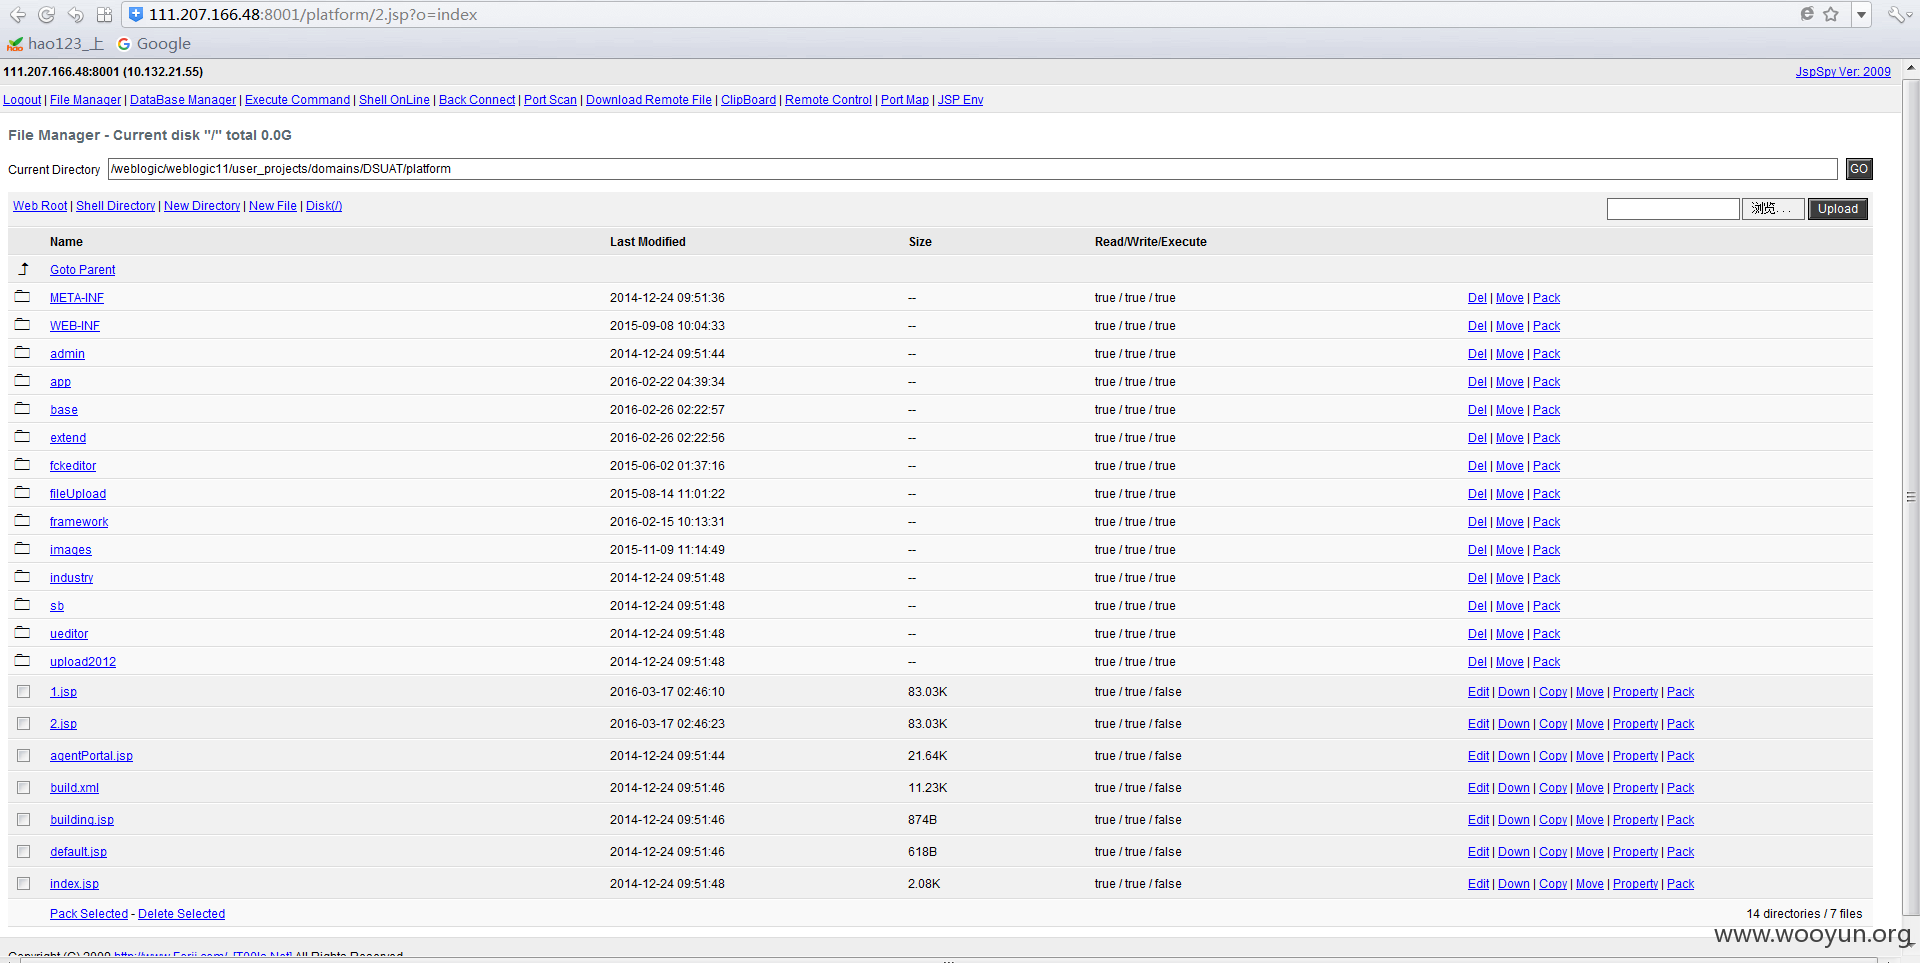 111.207.166.48:8001/platform/2.jsp?o=index
hao123_上 Google
111.207.166.48:8001 (10.132.21.55) JspSpy Ver: 2009
Logout | File Manager | DataBase Manager | Execute Command | Shell OnLine | Back Connect | Port Scan | Download Remote File | ClipBoard | Remote Control | Port Map | JSP Env
File Manager - Current disk "/" total 0.0G
Current Directory /weblogic/weblogic11/user_projects/domains/DSUAT/platform GO
Web Root | Shell Directory | New Directory | New File | Disk(/) 浏览... Upload
Name Last Modified Size Read/Write/Execute
Goto Parent
META-INF 2014-12-24 09:51:36 -- true / true / true Del | Move | Pack
WEB-INF 2015-09-08 10:04:33 -- true / true / true Del | Move | Pack
admin 2014-12-24 09:51:44 -- true / true / true Del | Move | Pack
app 2016-02-22 04:39:34 -- true / true / true Del | Move | Pack
base 2016-02-26 02:22:57 -- true / true / true Del | Move | Pack
extend 2016-02-26 02:22:56 -- true / true / true Del | Move | Pack
fckeditor 2015-06-02 01:37:16 -- true / true / true Del | Move | Pack
fileUpload 2015-08-14 11:01:22 -- true / true / true Del | Move | Pack
framework 2016-02-15 10:13:31 -- true / true / true Del | Move | Pack
images 2015-11-09 11:14:49 -- true / true / true Del | Move | Pack
industry 2014-12-24 09:51:48 -- true / true / true Del | Move | Pack
sb 2014-12-24 09:51:48 -- true / true / true Del | Move | Pack
ueditor 2014-12-24 09:51:48 -- true / true / true Del | Move | Pack
upload2012 2014-12-24 09:51:48 -- true / true / true Del | Move | Pack
1.jsp 2016-03-17 02:46:10 83.03K true / true / false Edit | Down | Copy | Move | Property | Pack
2.jsp 2016-03-17 02:46:23 83.03K true / true / false Edit | Down | Copy | Move | Property | Pack
agentPortal.jsp 2014-12-24 09:51:44 21.64K true / true / false Edit | Down | Copy | Move | Property | Pack
build.xml 2014-12-24 09:51:46 11.23K true / true / false Edit | Down | Copy | Move | Property | Pack
building.jsp 2014-12-24 09:51:46 874B true / true / false Edit | Down | Copy | Move | Property | Pack
default.jsp 2014-12-24 09:51:46 618B true / true / false Edit | Down | Copy | Move | Property | Pack
index.jsp 2014-12-24 09:51:48 2.08K true / true / false Edit | Down | Copy | Move | Property | Pack
Pack Selected - Delete Selected 14 directories / 7 files
www.wooyun.org
Copyright (C) 2009 All Rights Reserved